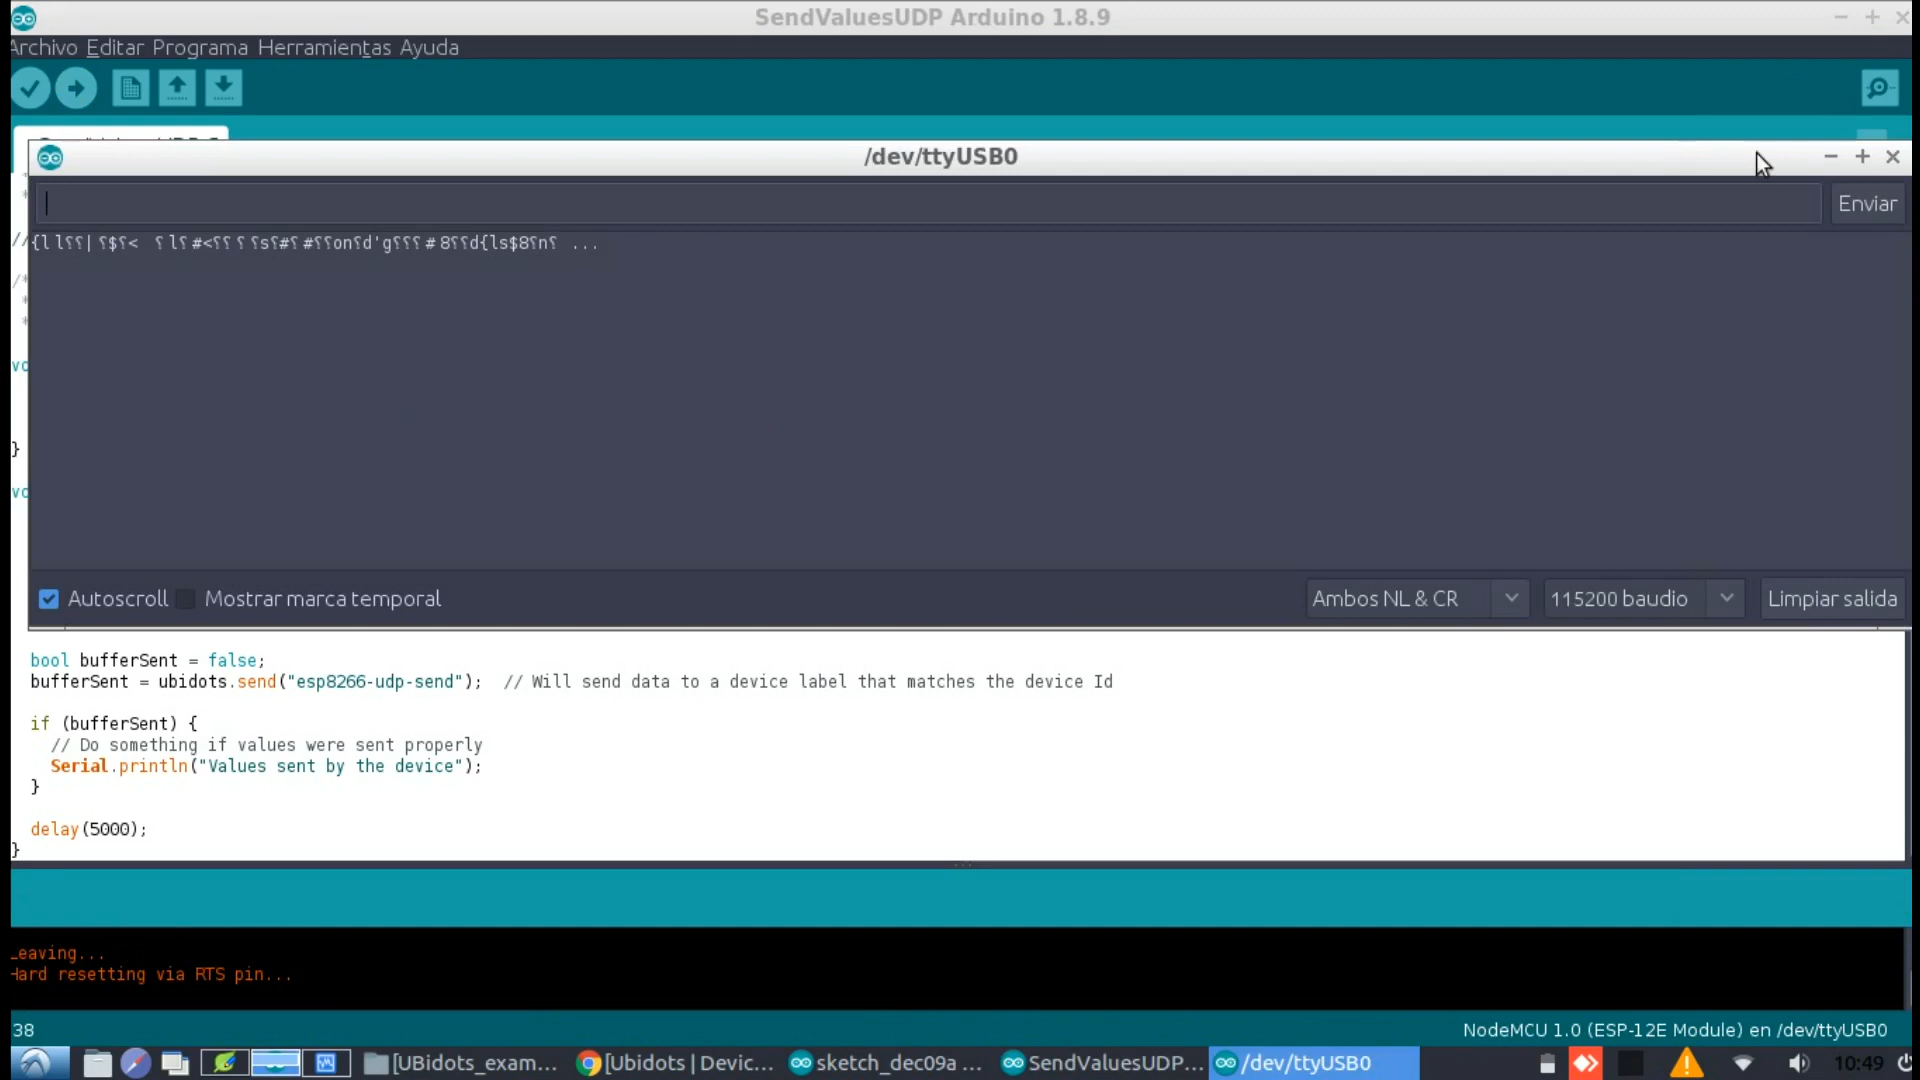 SendValuesUDP Arduino 1.8.9
Archivo Editar Programa Herramientas Ayuda
/dev/ttyUSB0
Enviar
Autoscroll Mostrar marca temporal Ambos NL & CR 115200 baudio Limpiar salida
bool bufferSent = false;
bufferSent = ubidots.send("esp8266-udp-send"); // Will send data to a device label that matches the device Id
if (bufferSent) {
// Do something if values were sent properly
Serial.println("Values sent by the device");
}
delay(5000);
}
Leaving...
Hard resetting via RTS pin...
38 NodeMCU 1.0 (ESP-12E Module) en /dev/ttyUSB0
[UBidots_exam... [Ubidots | Devic... sketch_dec09a ... SendValuesUDP... /dev/ttyUSB0 10:49